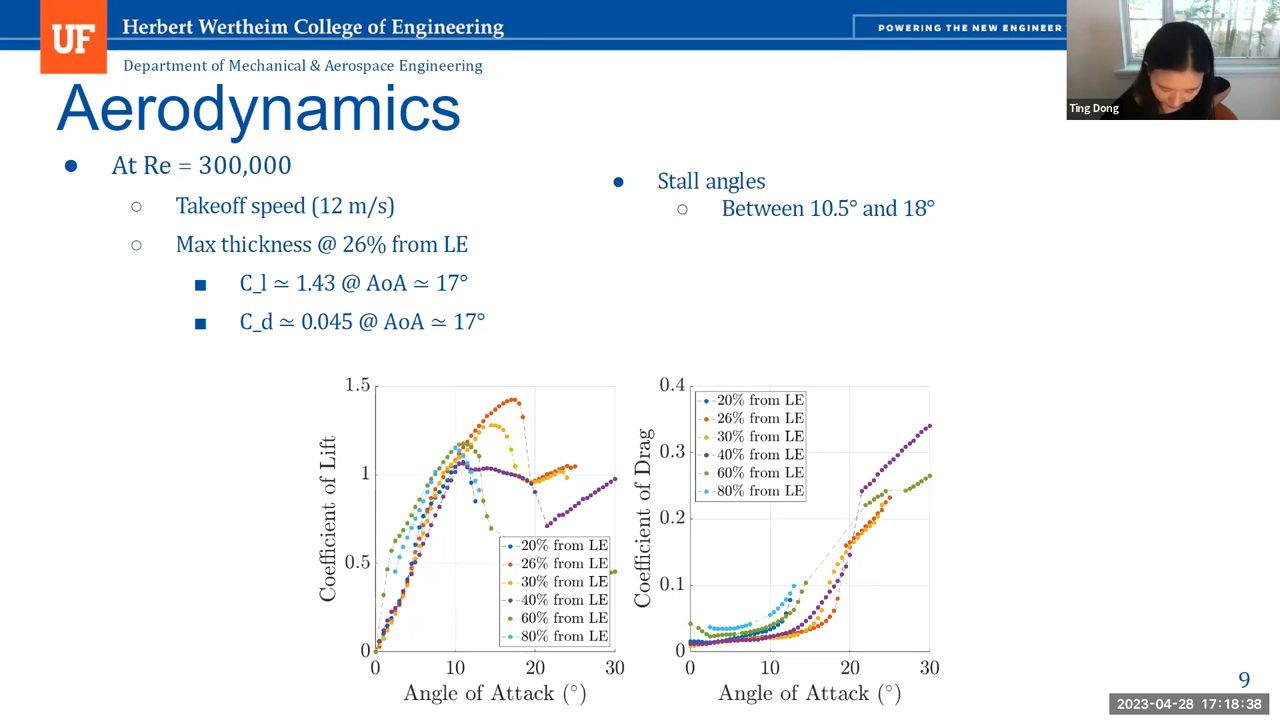 UF
Herbert Wertheim College of Engineering
POWERING THE NEW ENGINEER
Department of Mechanical & Aerospace Engineering
Ting Dong
Aerodynamics
● At Re = 300,000
○ Takeoff speed (12 m/s)
○ Max thickness @ 26% from LE
■ C_l ≃ 1.43 @ AoA ≃ 17°
■ C_d ≃ 0.045 @ AoA ≃ 17°
● Stall angles
○ Between 10.5° and 18°
Coefficient of Lift
1.5
1
0.5
0
0 10 20 30
Angle of Attack (°)
20% from LE
26% from LE
30% from LE
40% from LE
60% from LE
80% from LE
Coefficient of Drag
0.4
0.3
0.2
0.1
0
0 10 20 30
Angle of Attack (°)
20% from LE
26% from LE
30% from LE
40% from LE
60% from LE
80% from LE
9
2023-04-28 17:18:38